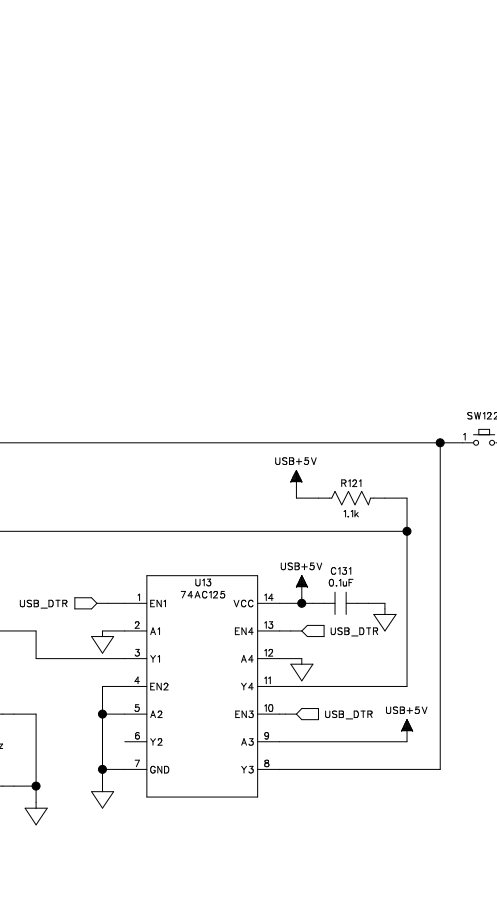 SW122
1
USB+5V
R121
1.1k
U13
74AC125
USB+5V
C131
0.1uF
USB_DTR
1
EN1
VCC
14
2
A1
EN4
13
USB_DTR
3
Y1
A4
12
4
EN2
Y4
11
5
A2
EN3
10
USB_DTR
USB+5V
6
Y2
A3
9
z
7
GND
Y3
8